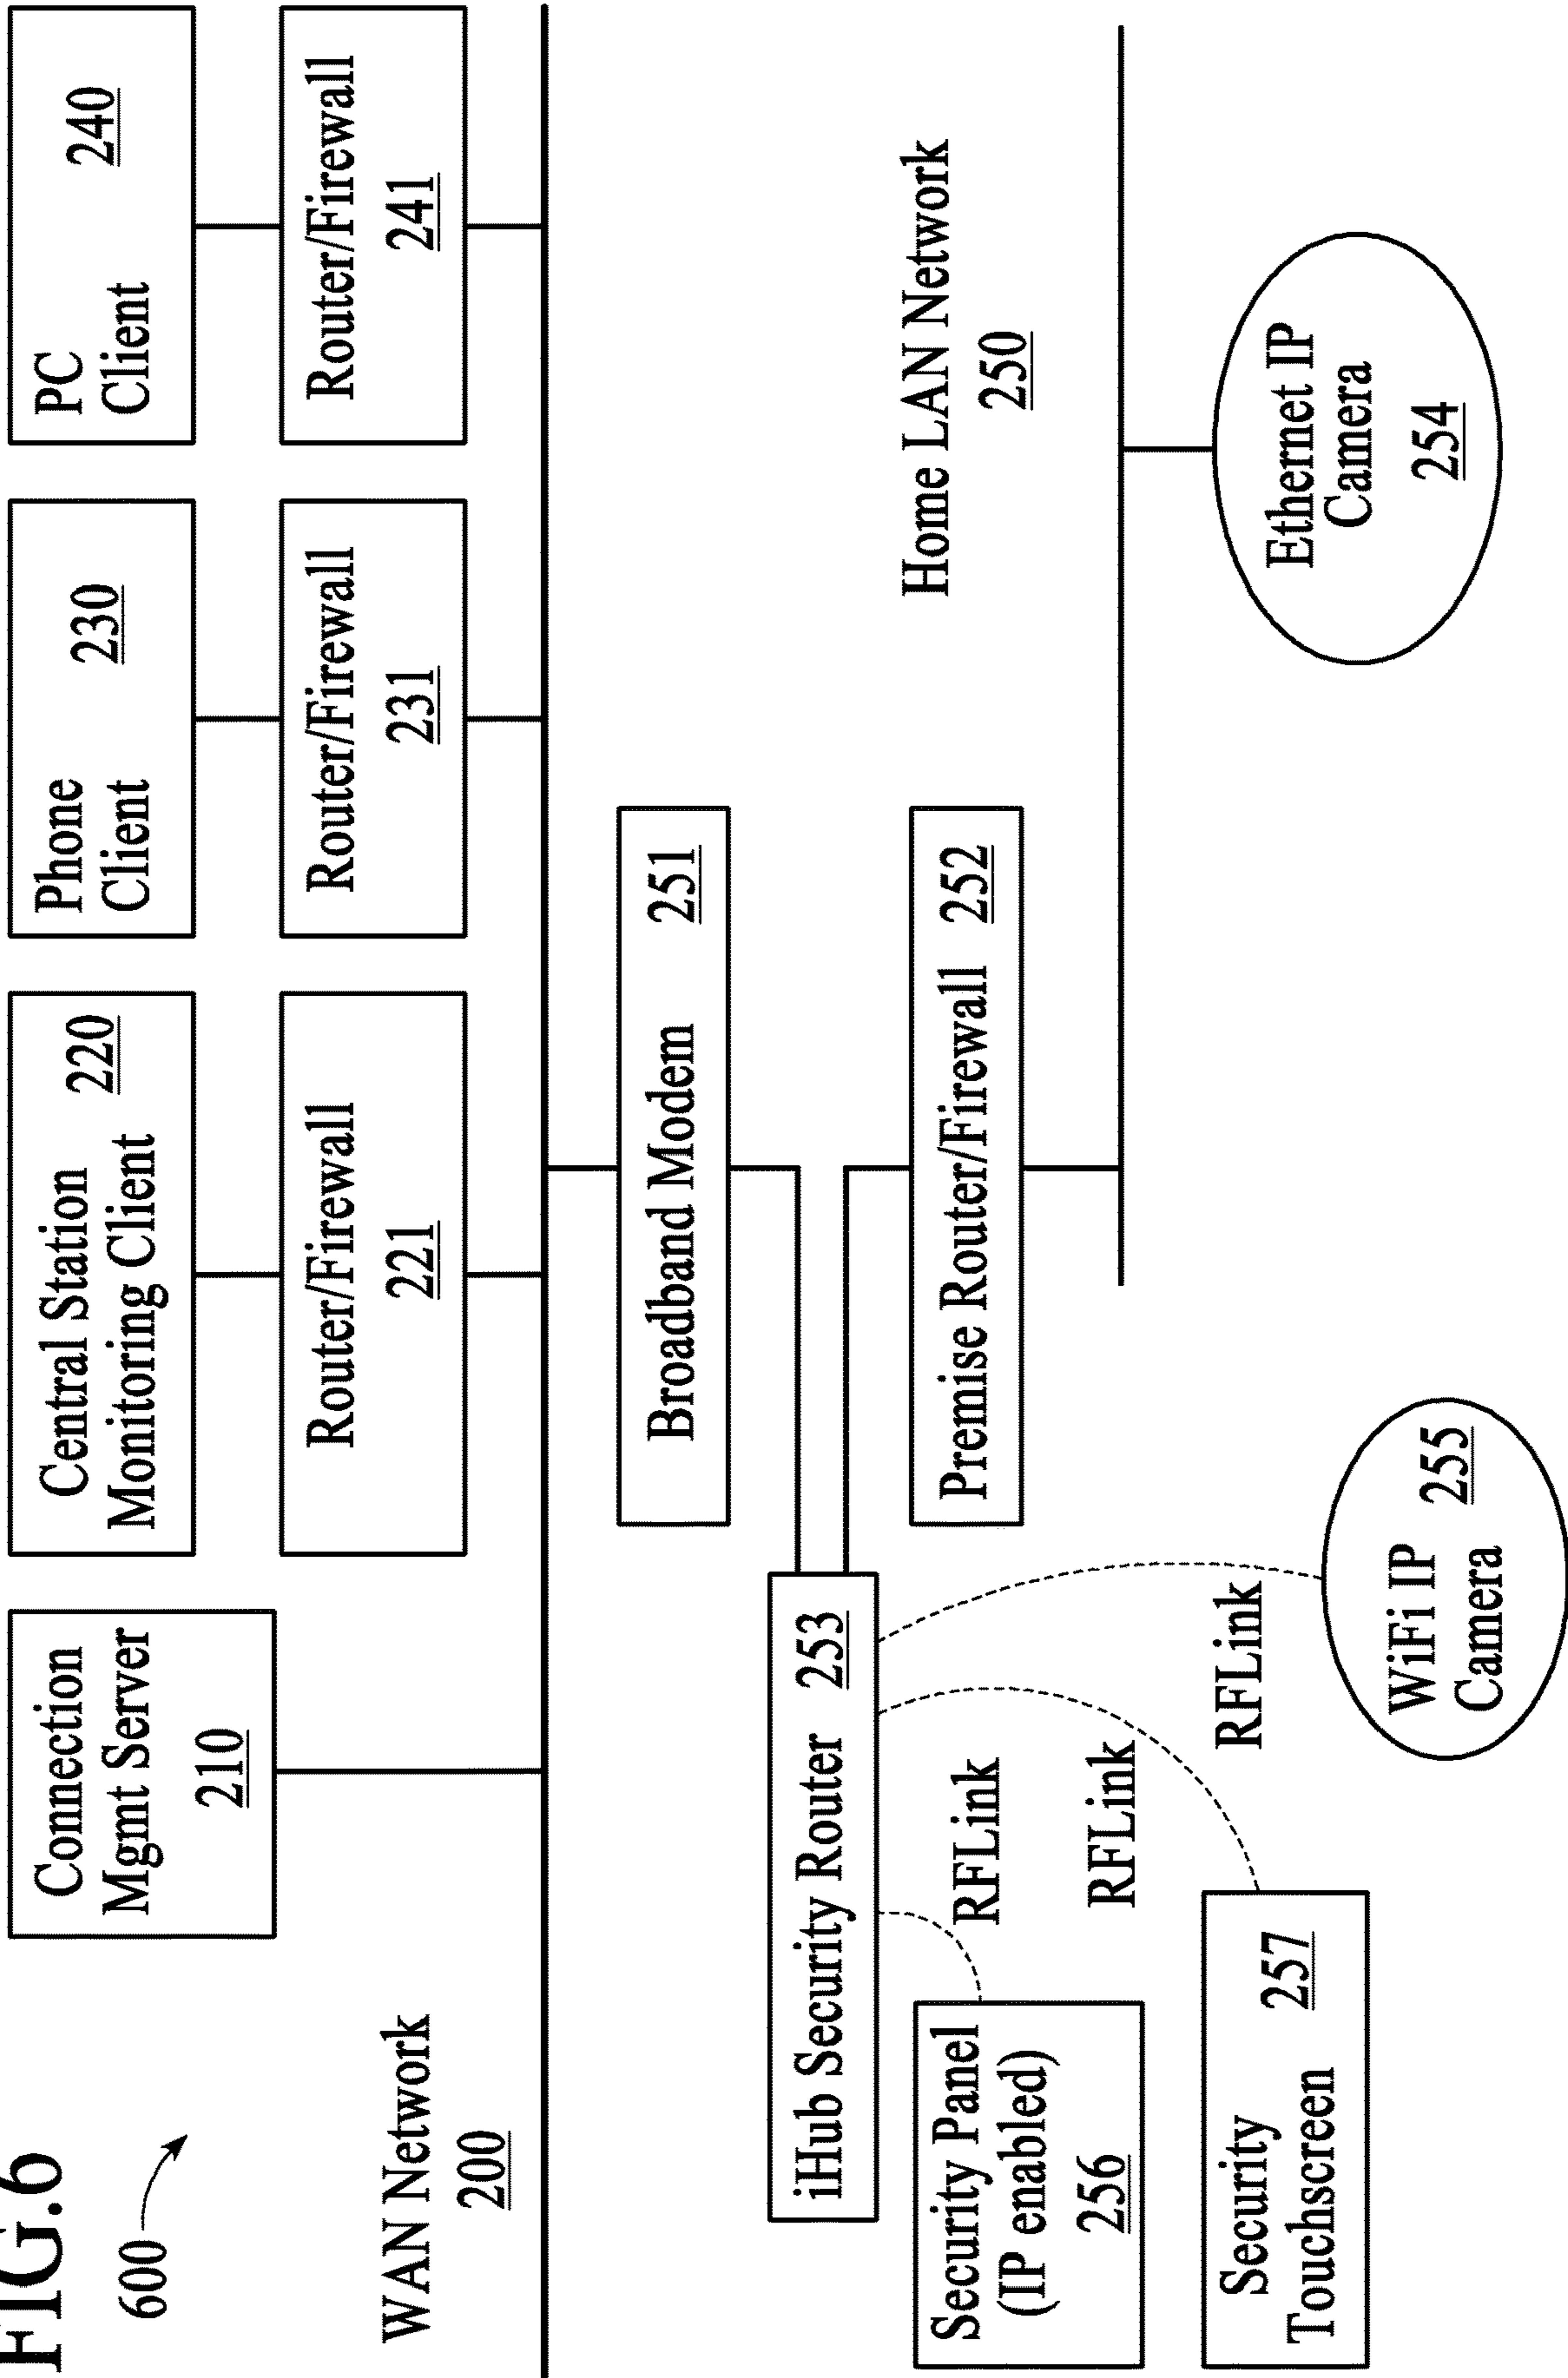 FIG.6
600
Connection
Mgmt Server
210
Central Station
Monitoring Client
220
Phone
Client
230
PC
Client
240
Router/Firewall
221
Router/Firewall
231
Router/Firewall
241
WAN Network
200
Broadband Modem 251
iHub Security Router 253
Premise Router/Firewall 252
Home LAN Network
250
Security Panel
(IP enabled)
256
RFLink
RFLink
RFLink
Security
Touchscreen
257
WiFi IP
Camera
255
Ethernet IP
Camera
254